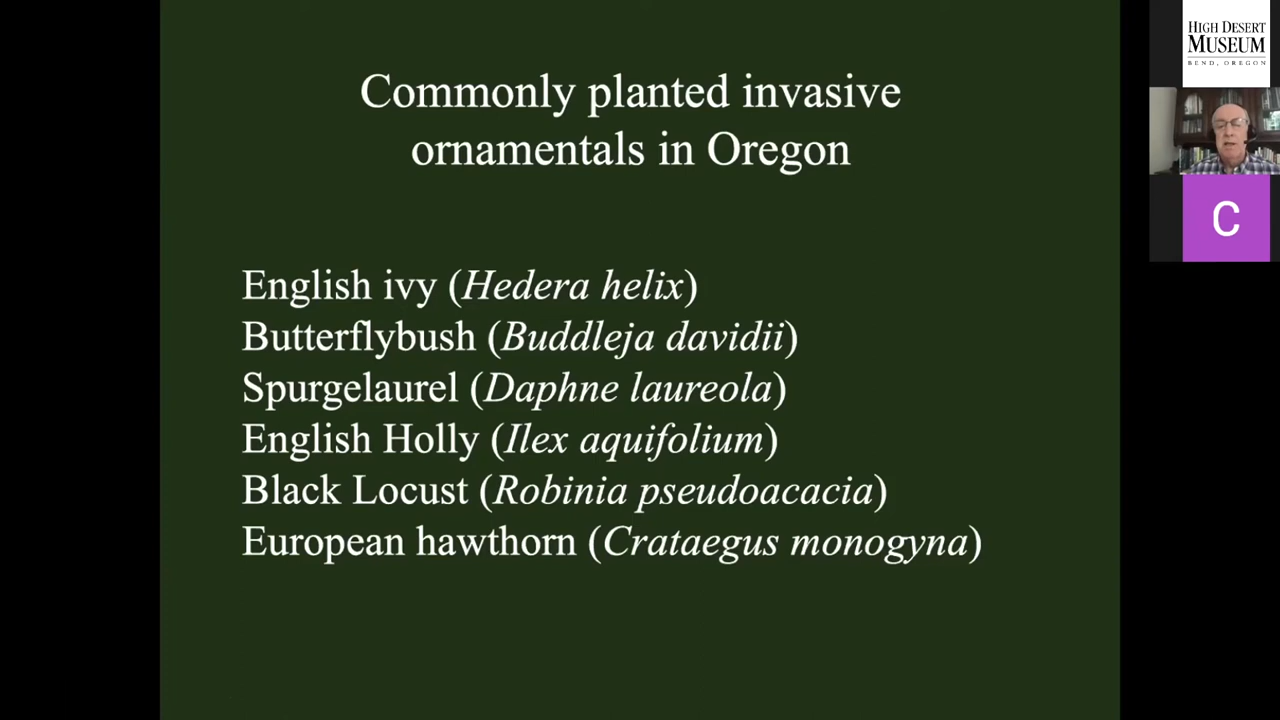 Commonly planted invasive
ornamentals in Oregon
English ivy (Hedera helix)
Butterflybush (Buddleja davidii)
Spurgelaurel (Daphne laureola)
English Holly (Ilex aquifolium)
Black Locust (Robinia pseudoacacia)
European hawthorn (Crataegus monogyna)
HIGH DESERT
MUSEUM
BEND, OREGON
C